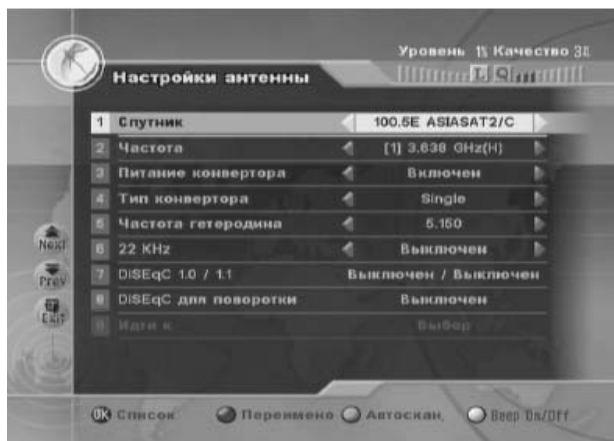 Уровень 1% Качество 3%
Настройки антенны
L Q
1 Спутник 100.5E ASIASAT2/C
2 Частота [1] 3.638 GHz(H)
3 Питание конвертора Включен
4 Тип конвертора Single
5 Частота гетеродина 5.150
6 22 KHz Выключен
7 DiSEqC 1.0 / 1.1 Выключен / Выключен
8 DiSEqC для поворотки Выключен
Идти к Выбор
Next
Prev
Exit
OK Список Переимено Автоскан, Beep On/Off